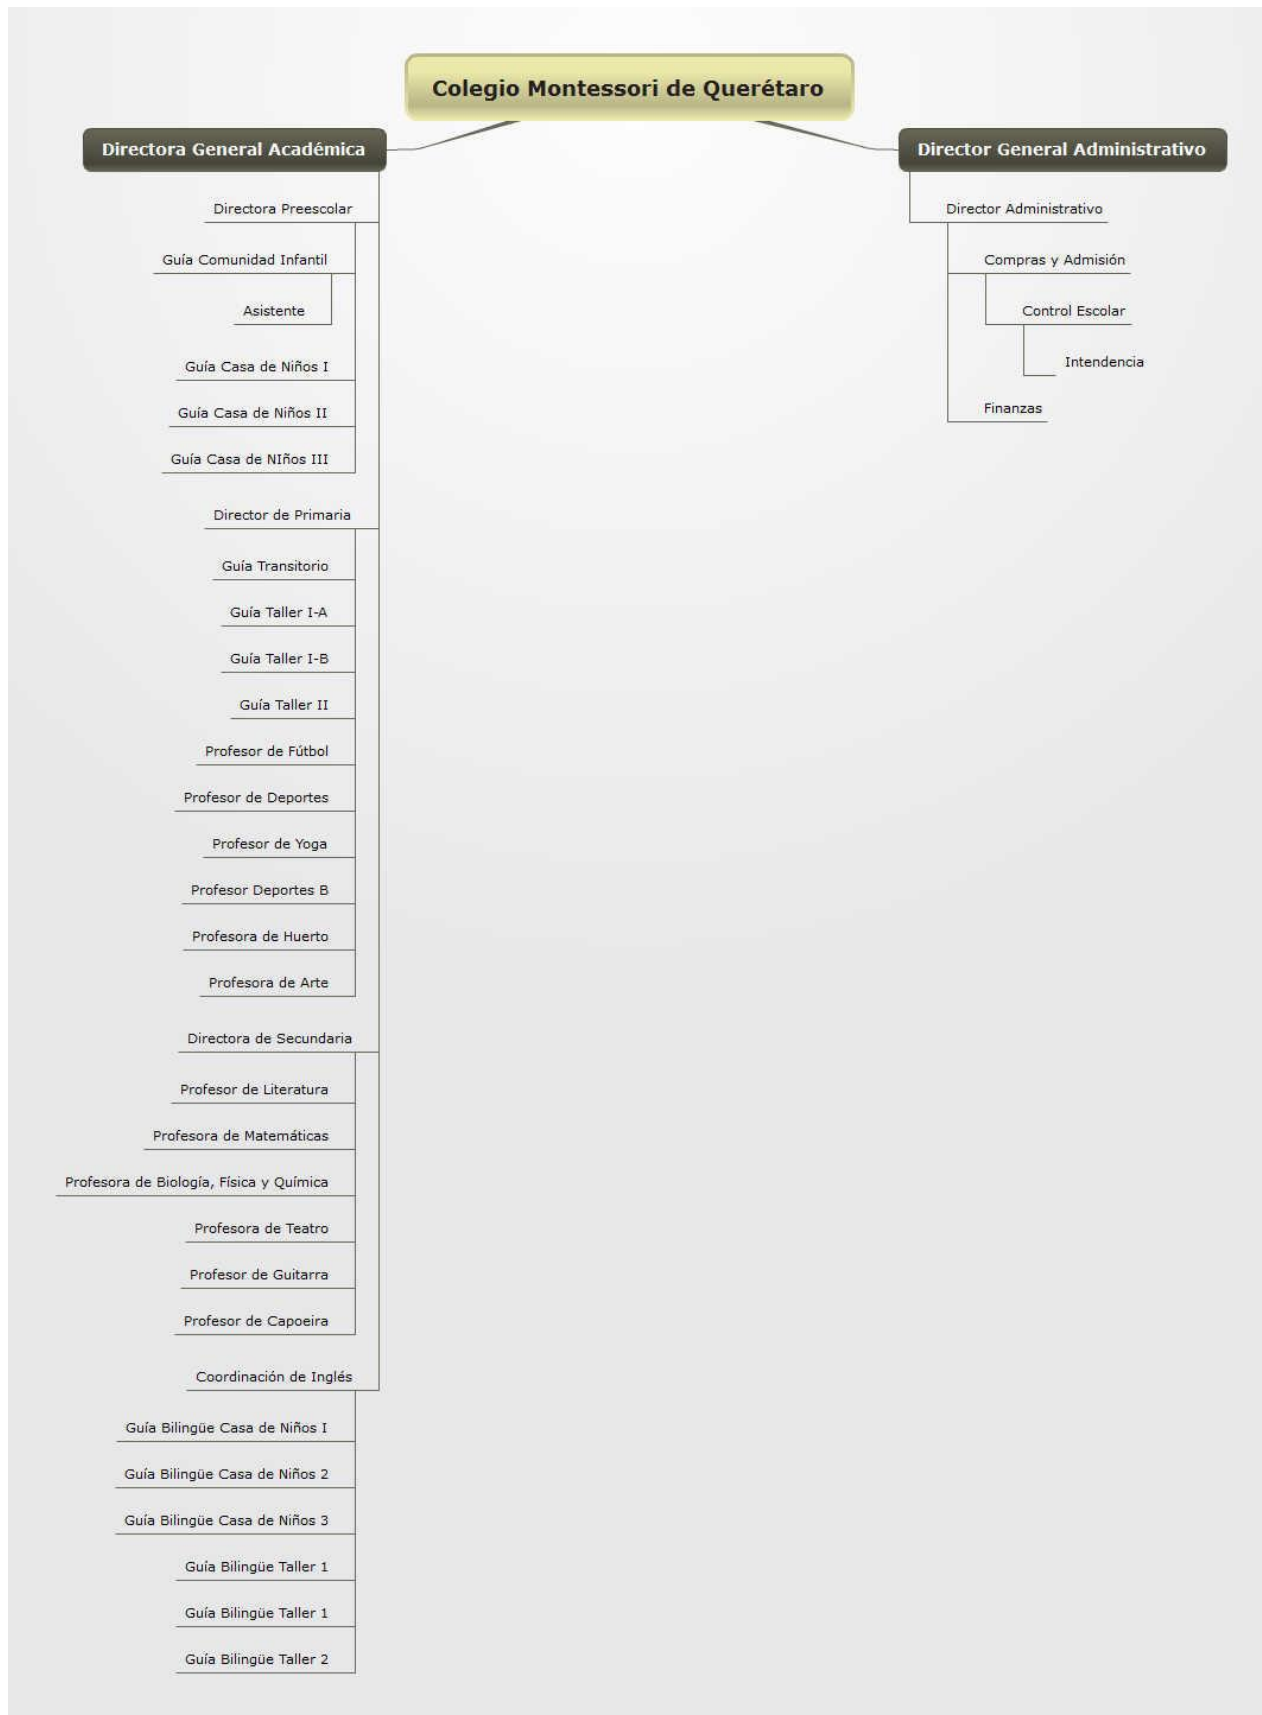 Colegio Montessori de Querétaro
Directora General Académica
Directora Preescolar
Guía Comunidad Infantil
Asistente
Guía Casa de Niños I
Guía Casa de Niños II
Guía Casa de NIños III
Director de Primaria
Guía Transitorio
Guía Taller I-A
Guía Taller I-B
Guía Taller II
Profesor de Fútbol
Profesor de Deportes
Profesor de Yoga
Profesor Deportes B
Profesora de Huerto
Profesora de Arte
Directora de Secundaria
Profesor de Literatura
Profesora de Matemáticas
Profesora de Biología, Física y Química
Profesora de Teatro
Profesor de Guitarra
Profesor de Capoeira
Coordinación de Inglés
Guía Bilingüe Casa de Niños I
Guía Bilingüe Casa de Niños 2
Guía Bilingüe Casa de Niños 3
Guía Bilingüe Taller 1
Guía Bilingüe Taller 1
Guía Bilingüe Taller 2
Director General Administrativo
Director Administrativo
Compras y Admisión
Control Escolar
Intendencia
Finanzas